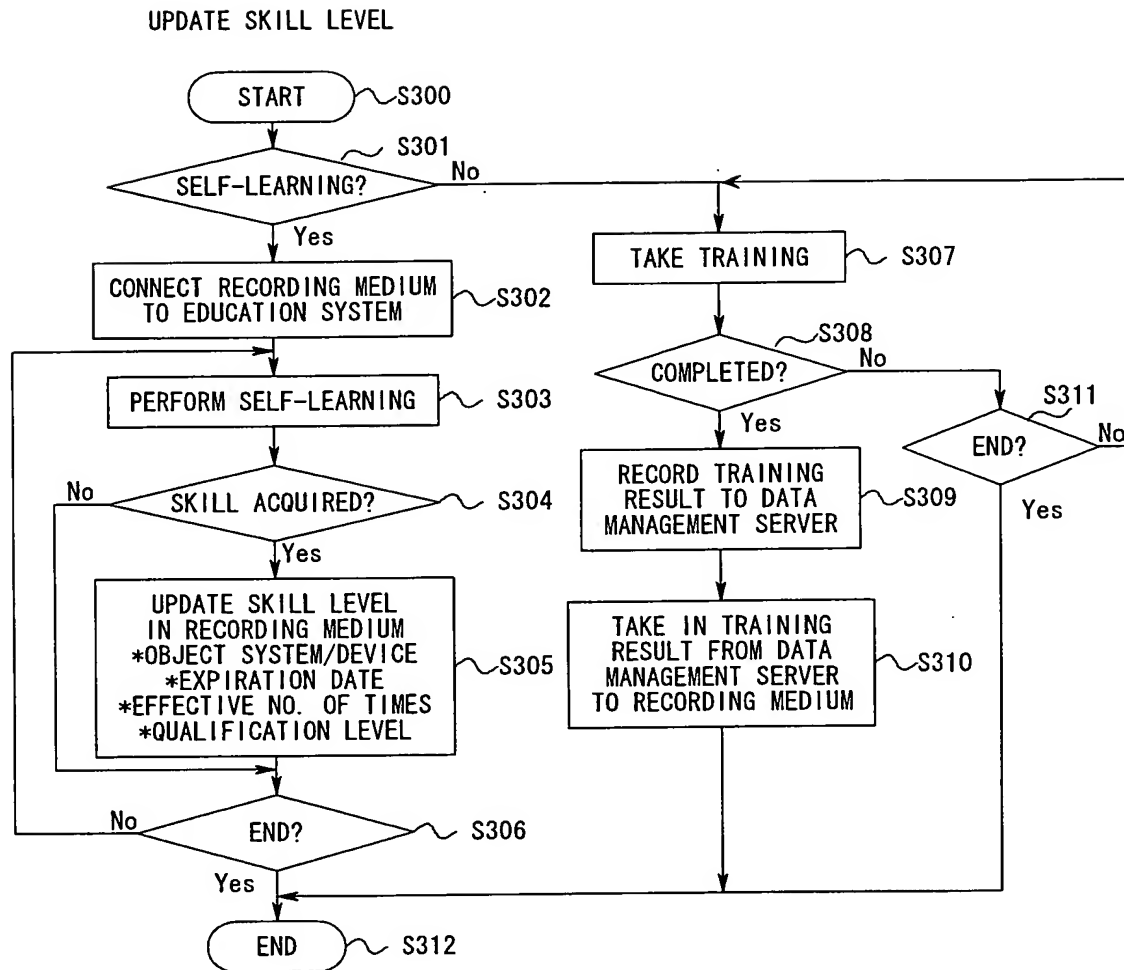 UPDATE SKILL LEVEL
START
S300
S301
SELF-LEARNING?
No
Yes
CONNECT RECORDING MEDIUM
TO EDUCATION SYSTEM
S302
PERFORM SELF-LEARNING
S303
No
SKILL ACQUIRED?
S304
Yes
UPDATE SKILL LEVEL
IN RECORDING MEDIUM
*OBJECT SYSTEM/DEVICE
*EXPIRATION DATE
*EFFECTIVE NO. OF TIMES
*QUALIFICATION LEVEL
S305
No
END?
S306
Yes
END
S312
TAKE TRAINING
S307
S308
COMPLETED?
No
Yes
S311
END?
No
Yes
RECORD TRAINING
RESULT TO DATA
MANAGEMENT SERVER
S309
TAKE IN TRAINING
RESULT FROM DATA
MANAGEMENT SERVER
TO RECORDING MEDIUM
S310